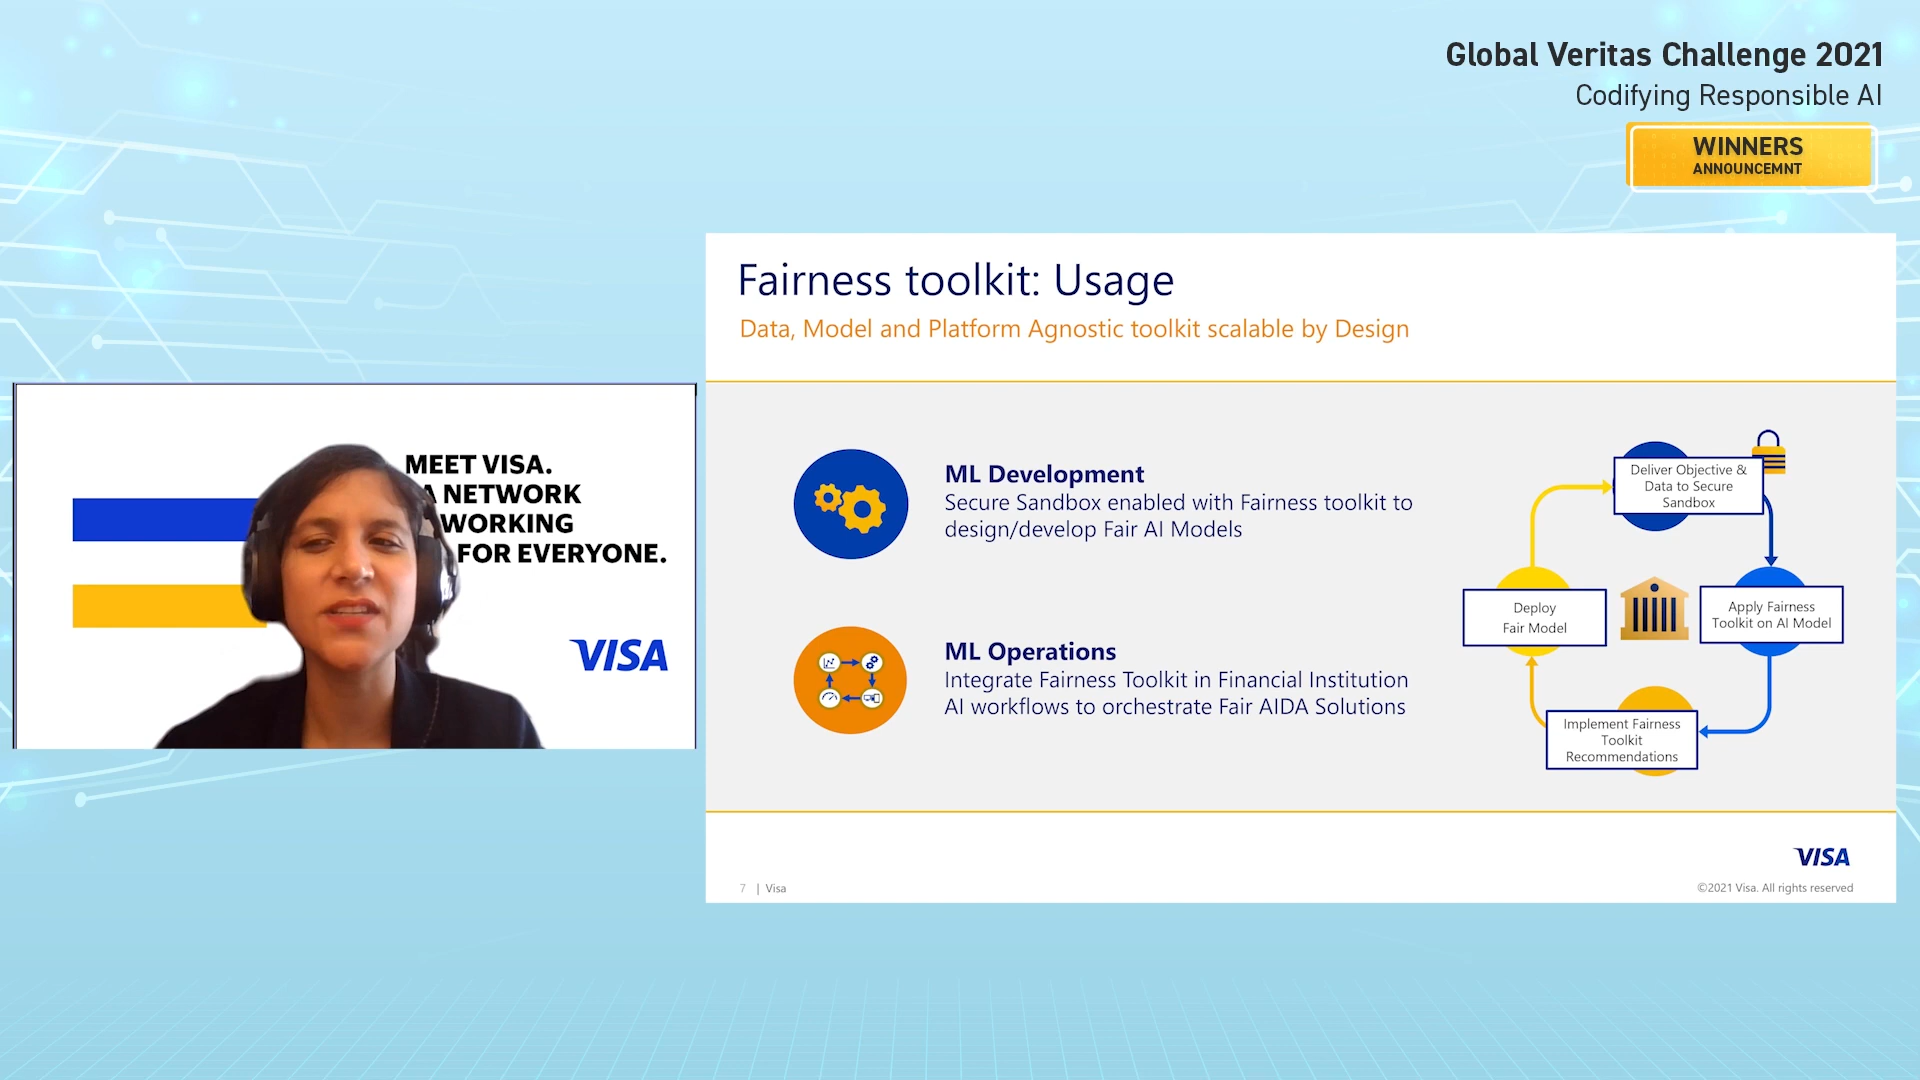 Global Veritas Challenge 2021
Codifying Responsible AI
WINNERS
ANNOUNCEMNT
MEET VISA.
A NETWORK
WORKING
FOR EVERYONE.
VISA
Fairness toolkit: Usage
Data, Model and Platform Agnostic toolkit scalable by Design
ML Development
Secure Sandbox enabled with Fairness toolkit to
design/develop Fair AI Models
ML Operations
Integrate Fairness Toolkit in Financial Institution
AI workflows to orchestrate Fair AIDA Solutions
Deliver Objective &
Data to Secure
Sandbox
Apply Fairness
Toolkit on AI Model
Implement Fairness
Toolkit
Recommendations
Deploy
Fair Model
VISA
7 | Visa
©2021 Visa. All rights reserved